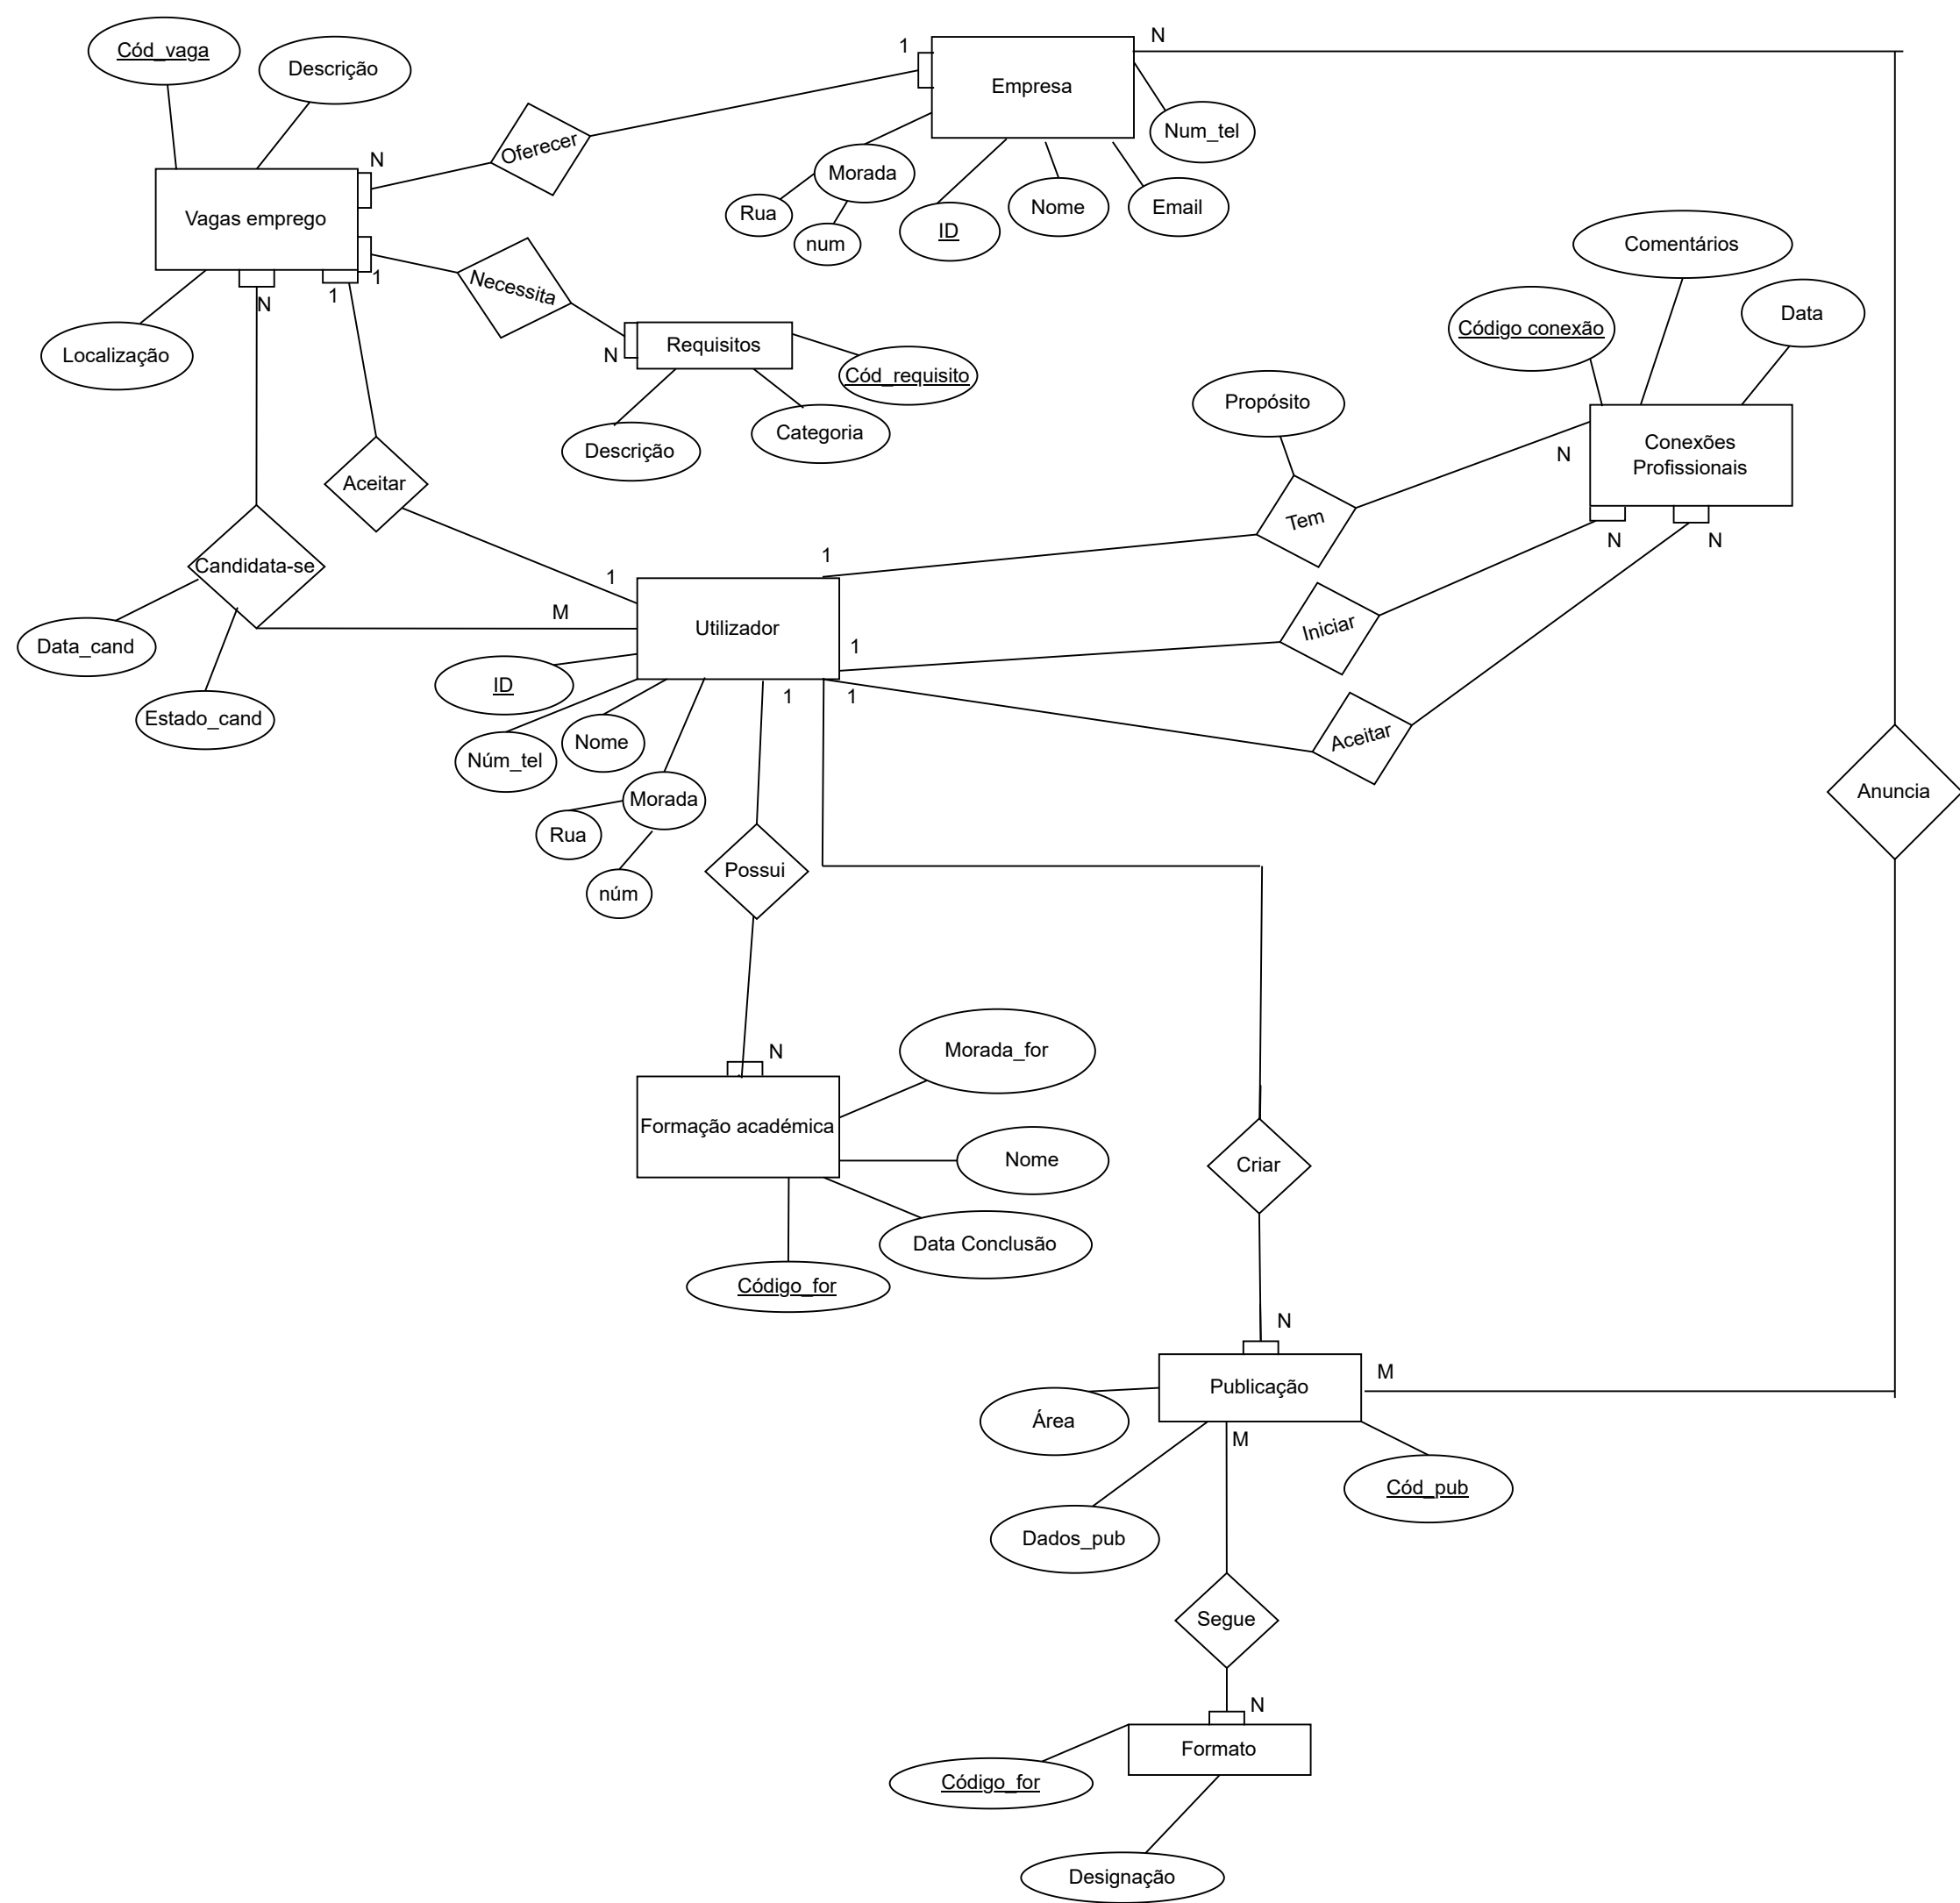 N
Cód_vaga
Descrição
1
Empresa
Num_tel
Oferecer
N
Morada
Vagas emprego
Rua
num
ID
Nome
Email
Comentários
Necessita
1
1
N
Código conexão
Data
Localização
N
Requisitos
Cód_requisito
Propósito
Descrição
Categoria
Conexões
Profissionais
N
Aceitar
Tem
N
N
1
Candidata-se
1
M
Utilizador
Iniciar
1
Data_cand
ID
1
1
Estado_cand
Núm_tel
Nome
Aceitar
Morada
Anuncia
Rua
Possui
núm
N
Morada_for
Formação académica
Nome
Criar
Data Conclusão
Código_for
N
Publicação
M
Área
M
Cód_pub
Dados_pub
Segue
N
Formato
Código_for
Designação